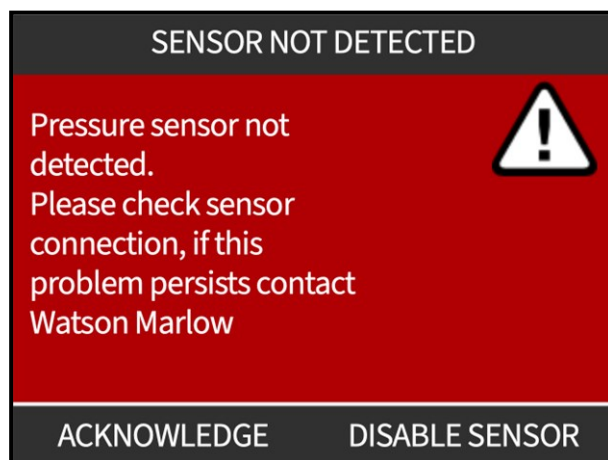 SENSOR NOT DETECTED
Pressure sensor not
detected.
Please check sensor
connection, if this
problem persists contact
Watson Marlow
ACKNOWLEDGE DISABLE SENSOR